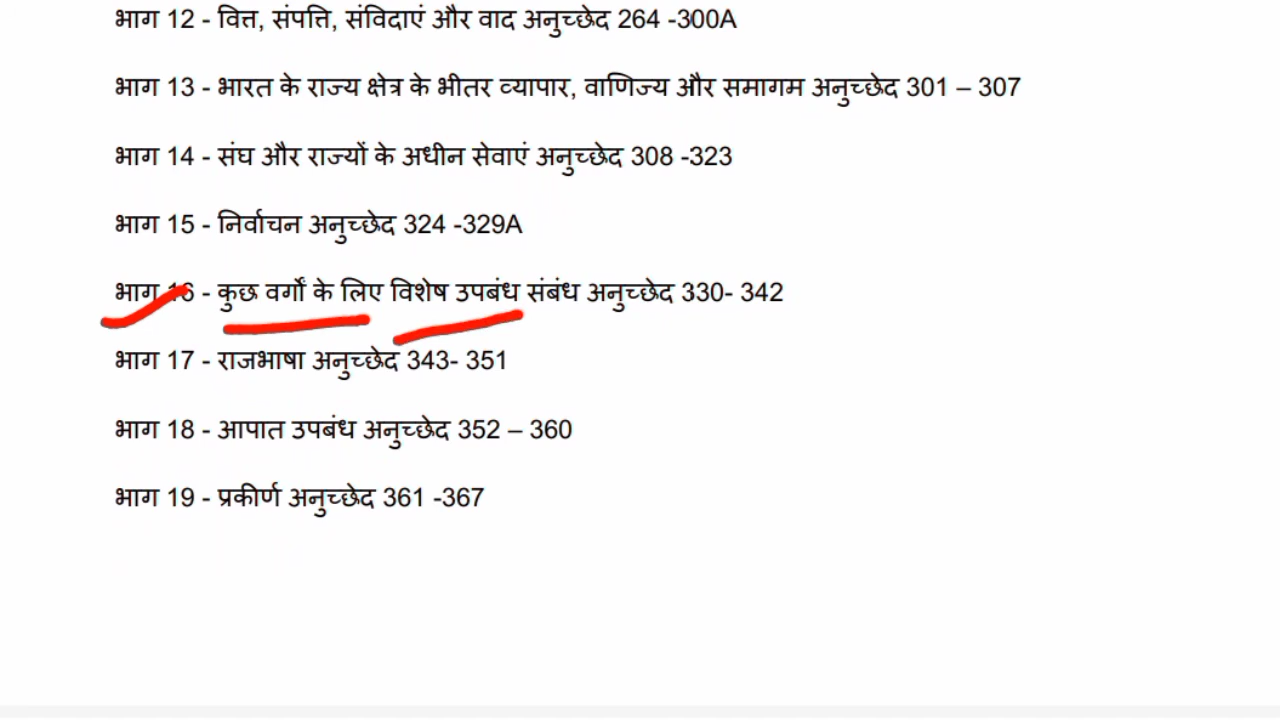 भाग 12 - वित्त, संपत्ति, संविदाएं और वाद अनुच्छेद 264 -300A
भाग 13 - भारत के राज्य क्षेत्र के भीतर व्यापार, वाणिज्य और समागम अनुच्छेद 301 – 307
भाग 14 - संघ और राज्यों के अधीन सेवाएं अनुच्छेद 308 -323
भाग 15 - निर्वाचन अनुच्छेद 324 -329A
भाग 16 - कुछ वर्गों के लिए विशेष उपबंध संबंध अनुच्छेद 330- 342
भाग 17 - राजभाषा अनुच्छेद 343- 351
भाग 18 - आपात उपबंध अनुच्छेद 352 – 360
भाग 19 - प्रकीर्ण अनुच्छेद 361 -367